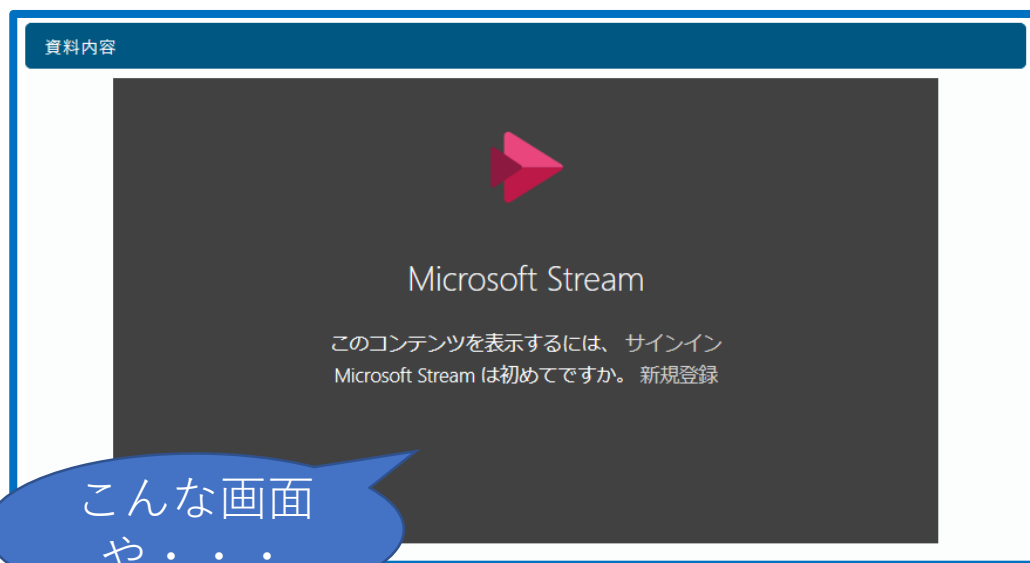 資料内容
Microsoft Stream
このコンテンツを表示するには、 サインイン
Microsoft Stream は初めてですか。 新規登録
こんな画面
や・・・